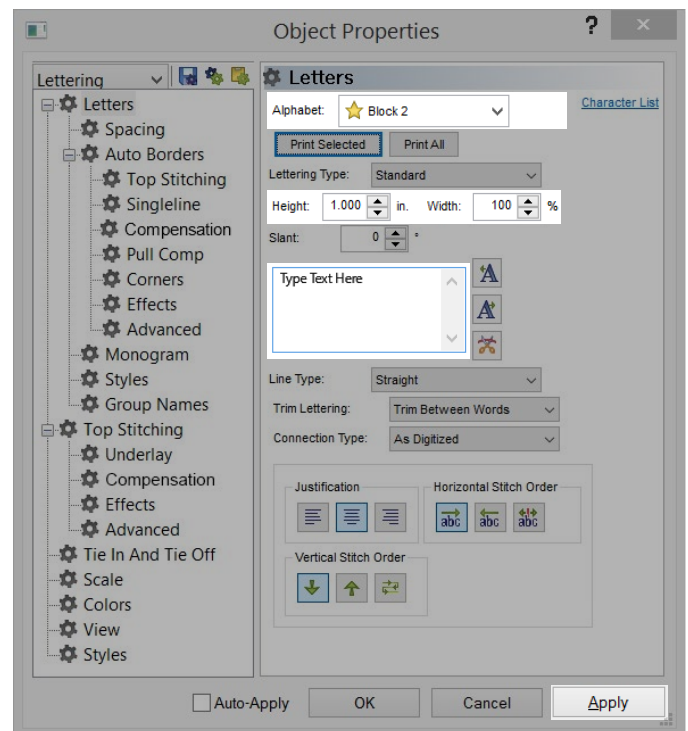 Object Properties ? ×
Lettering
Letters
Spacing
Auto Borders
Top Stitching
Singleline
Compensation
Pull Comp
Corners
Effects
Advanced
Monogram
Styles
Group Names
Top Stitching
Underlay
Compensation
Effects
Advanced
Tie In And Tie Off
Scale
Colors
View
Styles
Letters
Alphabet: Block 2 Character List
Print Selected Print All
Lettering Type: Standard
Height: 1.000 in. Width: 100 %
Slant: 0 °
Type Text Here
A
A
Line Type: Straight
Trim Lettering: Trim Between Words
Connection Type: As Digitized
Justification Horizontal Stitch Order
abc abc abc
Vertical Stitch Order
Auto-Apply OK Cancel Apply